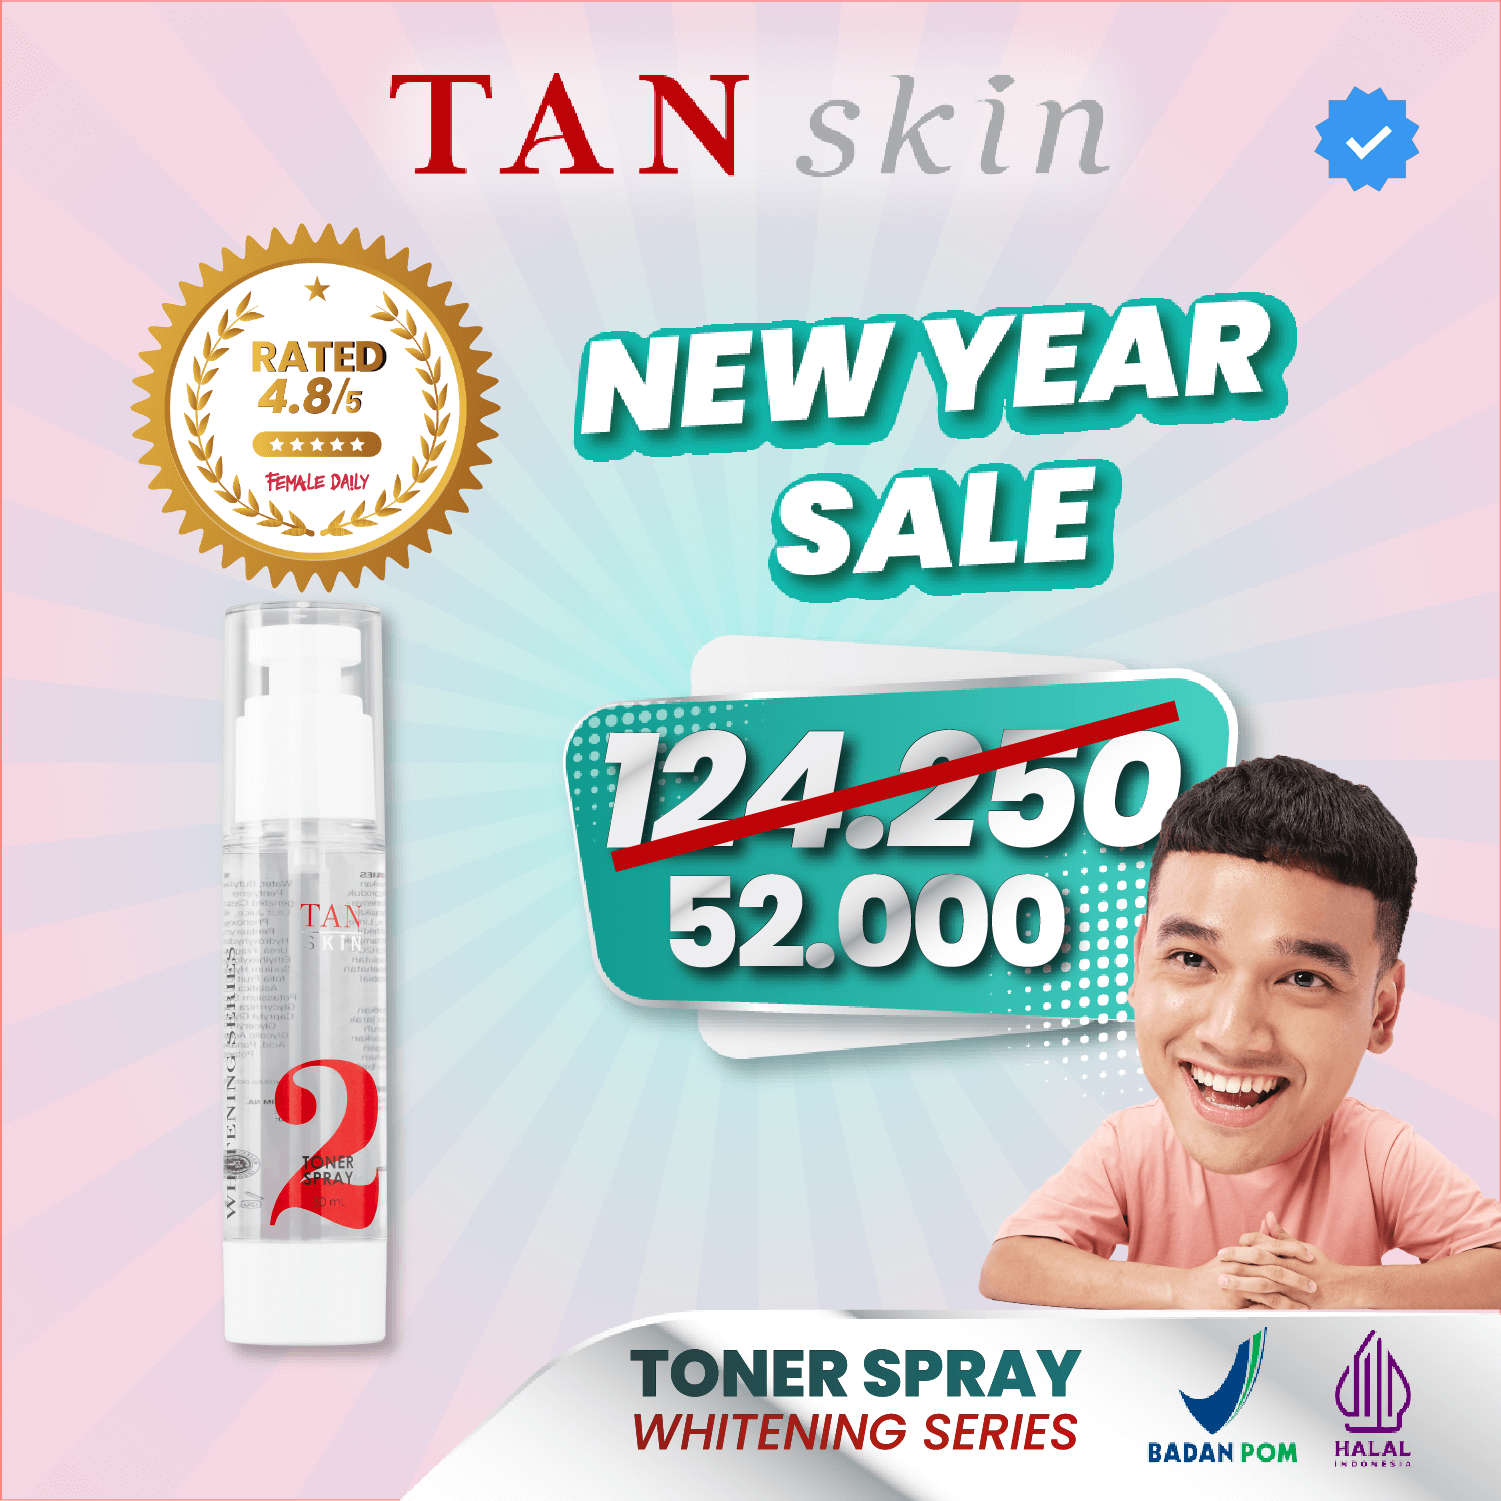 TAN skin
RATED
4.8/5
FEMALE DAILY
NEW YEAR
SALE
124.250
52.000
TAN
SKIN
WHITENING SERIES
2
TONER
SPRAY
TONER SPRAY
WHITENING SERIES
BADAN POM
HALAL
INDONESIA